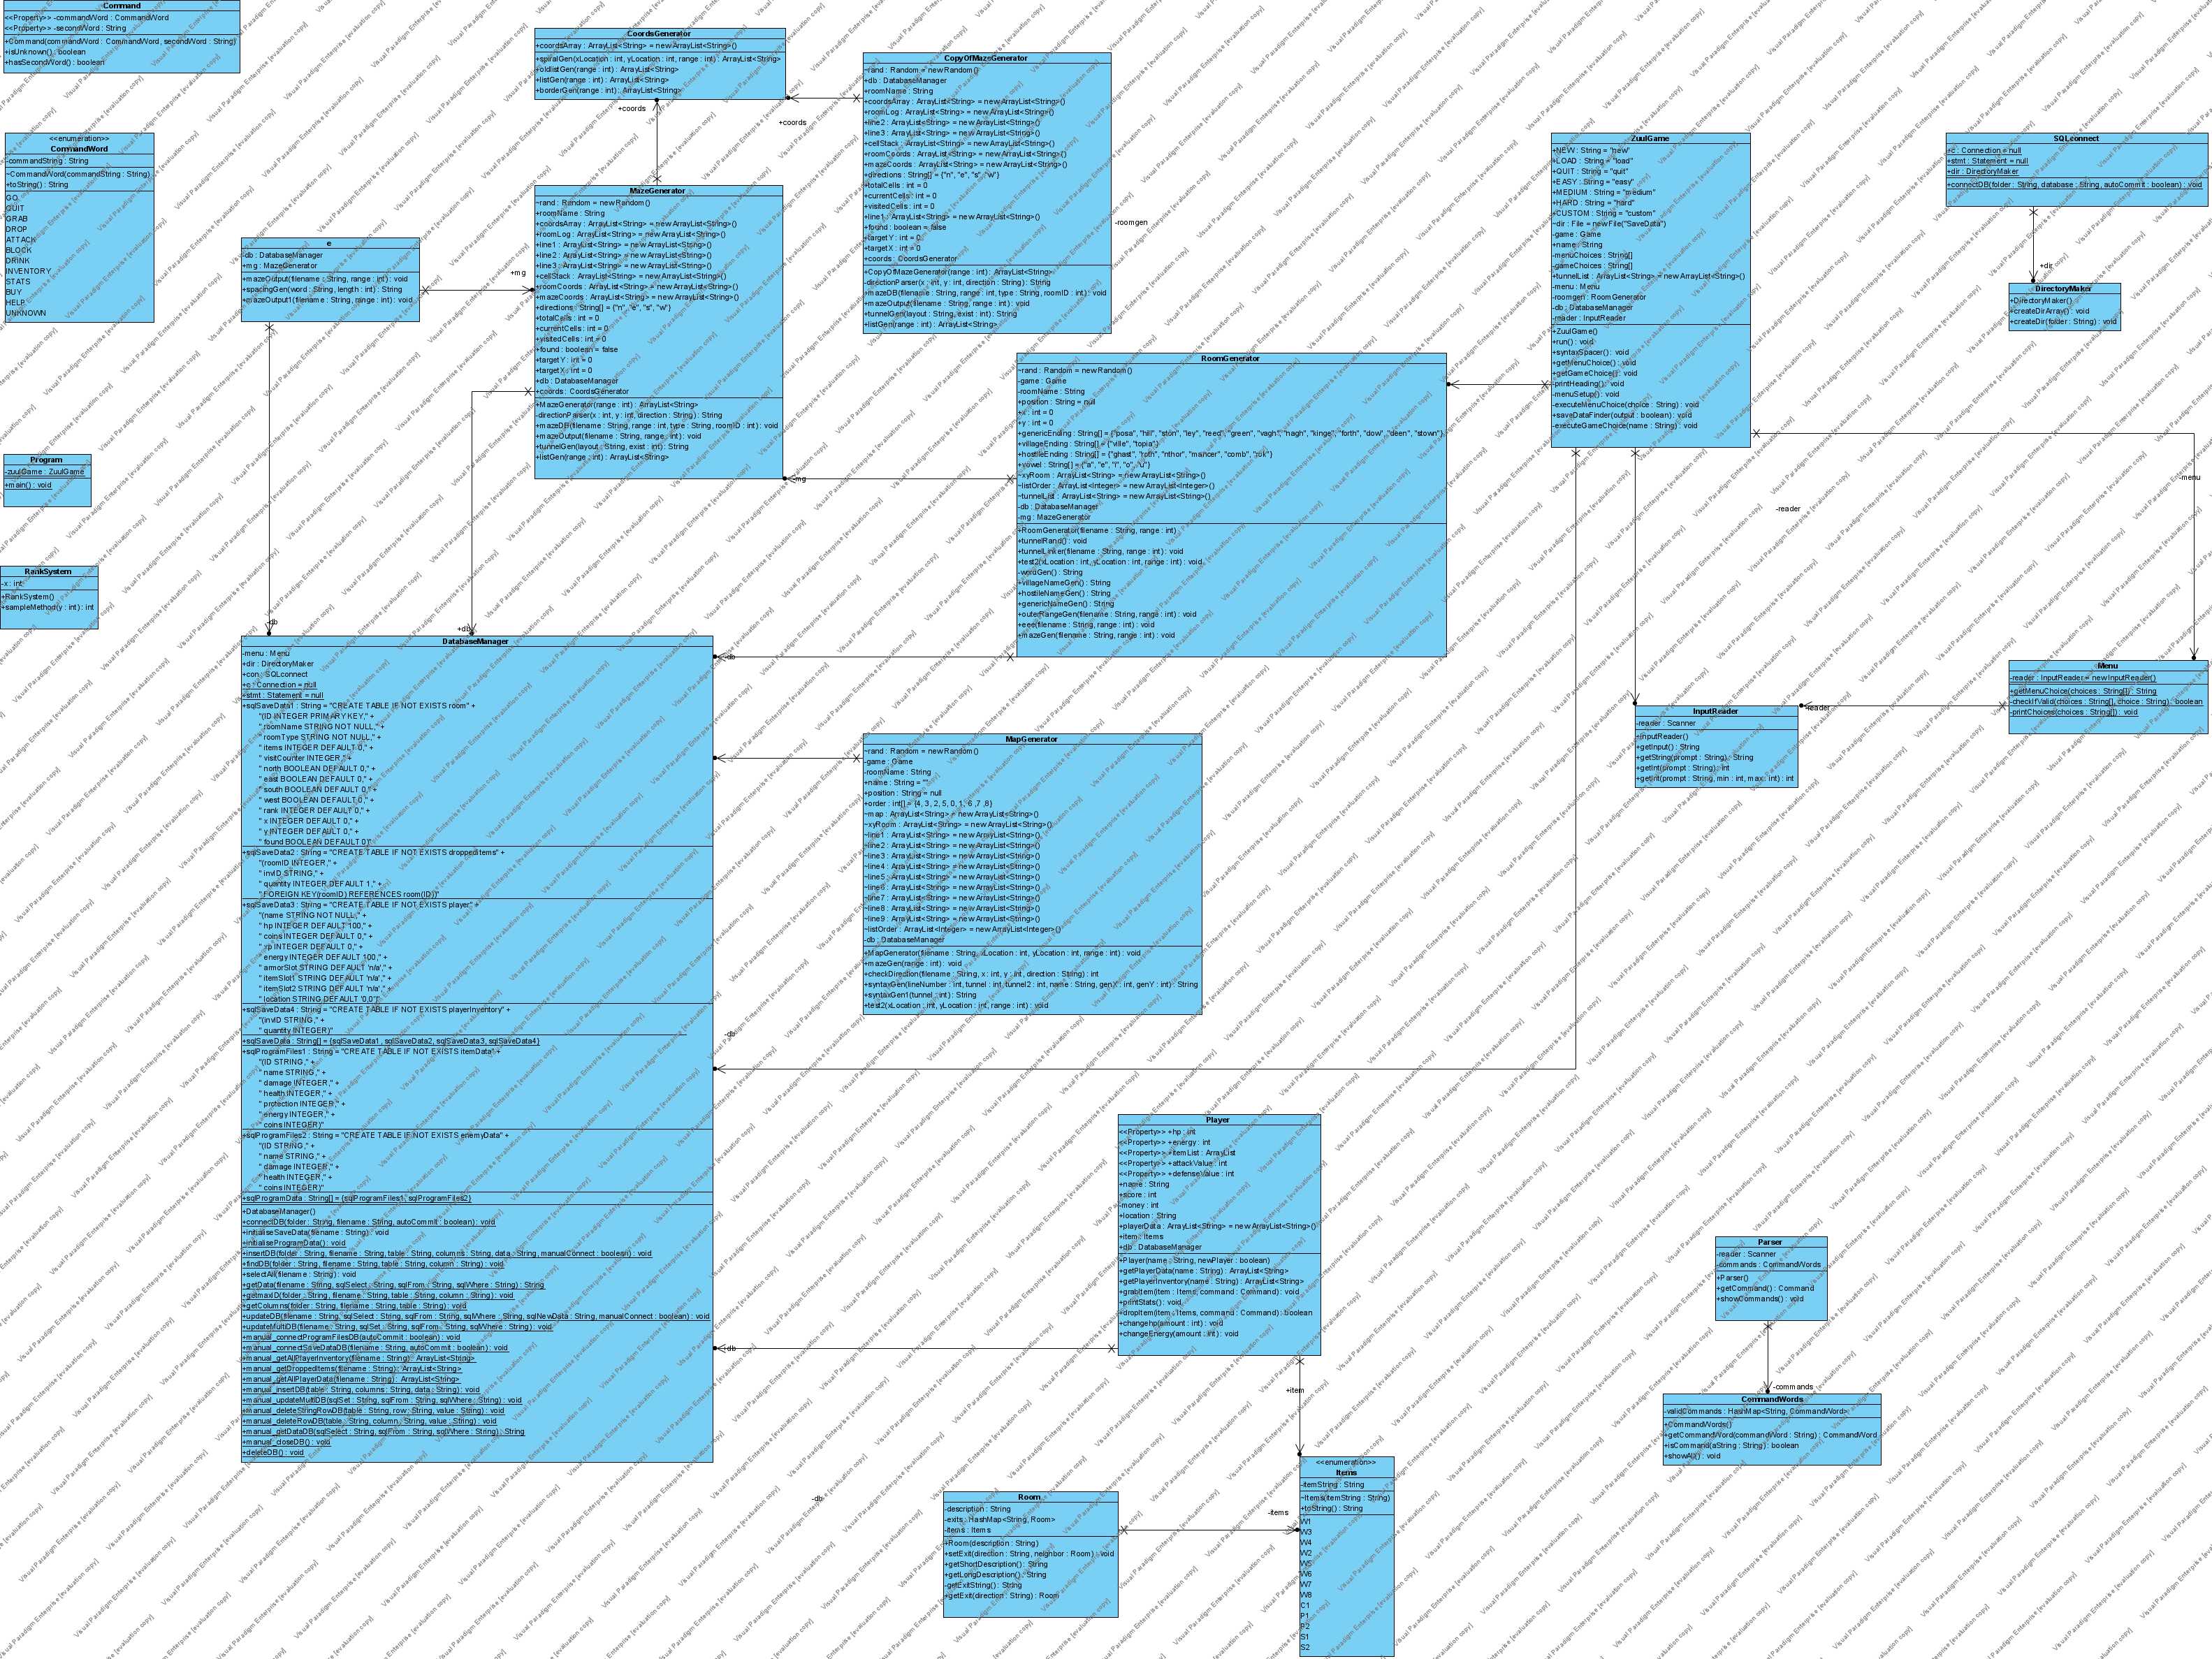 Command
<<Property>> -commandWord : CommandWord
<<Property>> -secondWord : String
+Command(commandWord : CommandWord, secondWord : String)
+isUnknown() : boolean
+hasSecondWord() : boolean
<<enumeration>>
CommandWord
-commandString : String
~CommandWord(commandString : String)
+toString() : String
GO
QUIT
GRAB
DROP
ATTACK
BLOCK
DRINK
INVENTORY
STATS
BUY
HELP
UNKNOWN
Program
-zuulGame : ZuulGame
+main() : void
RankSystem
-x : int
+RankSystem()
+sampleMethod(y : int) : int
e
-db : DatabaseManager
+mg : MazeGenerator
+mazeOutput(filename : String, range : int) : void
+spacingGen(word : String, length : int) : String
+mazeOutput1(filename : String, range : int) : void
CoordsGenerator
+coordsArray : ArrayList<String> = new ArrayList<String>()
+spiralGen(xLocation : int, yLocation : int, range : int) : ArrayList<String>
+oldlistGen(range : int) : ArrayList<String>
+listGen(range : int) : ArrayList<String>
+borderGen(range : int) : ArrayList<String>
+coords
+coords
+mg
MazeGenerator
~rand : Random = new Random()
+roomName : String
+coordsArray : ArrayList<String> = new ArrayList<String>()
+roomLog : ArrayList<String> = new ArrayList<String>()
+line1 : ArrayList<String> = new ArrayList<String>()
+line2 : ArrayList<String> = new ArrayList<String>()
+line3 : ArrayList<String> = new ArrayList<String>()
+cellStack : ArrayList<String> = new ArrayList<String>()
+roomCoords : ArrayList<String> = new ArrayList<String>()
+mazeCoords : ArrayList<String> = new ArrayList<String>()
+directions : String[] = {"n", "e", "s", "w"}
+totalCells : int = 0
+currentCells : int = 0
+visitedCells : int = 0
+found : boolean = false
+targetY : int = 0
+targetX : int = 0
+db : DatabaseManager
+coords : CoordsGenerator
+MazeGenerator(range : int) : ArrayList<String>
-directionParser(x : int, y : int, direction : String) : String
+mazeDB(filename : String, range : int, type : String, roomID : int) : void
+mazeOutput(filename : String, range : int) : void
+tunnelGen(layout : String, exist : int) : String
+listGen(range : int) : ArrayList<String>
CopyOfMazeGenerator
~rand : Random = new Random()
+db : DatabaseManager
+roomName : String
+coordsArray : ArrayList<String> = new ArrayList<String>()
+roomLog : ArrayList<String> = new ArrayList<String>()
+line2 : ArrayList<String> = new ArrayList<String>()
+line3 : ArrayList<String> = new ArrayList<String>()
+cellStack : ArrayList<String> = new ArrayList<String>()
+roomCoords : ArrayList<String> = new ArrayList<String>()
+mazeCoords : ArrayList<String> = new ArrayList<String>()
+directions : String[] = {"n", "e", "s", "w"}
+totalCells : int = 0
+currentCells : int = 0
+visitedCells : int = 0
+line1 : ArrayList<String> = new ArrayList<String>()
+found : boolean = false
+targetY : int = 0
+targetX : int = 0
+coords : CoordsGenerator
+CopyOfMazeGenerator(range : int) : ArrayList<String>
-directionParser(x : int, y : int, direction : String) : String
+mazeDB(filename : String, range : int, type : String, roomID : int) : void
+mazeOutput(filename : String, range : int) : void
+tunnelGen(layout : String, exist : int) : String
+listGen(range : int) : ArrayList<String>
-roomgen
-mg
RoomGenerator
~rand : Random = new Random()
-game : Game
-roomName : String
+position : String = null
+x : int = 0
+y : int = 0
+genericEnding : String[] = {"posa", "hill", "ston", "ley", "reed", "green", "vagh", "nagh", "kinge", "forth", "dow", "deen", "stown"}
+villageEnding : String[] = {"ville", "topia"}
+hostileEnding : String[] = {"ghast", "roth", "nthor", "mancer", "comb", "rok"}
+vowel : String[] = {"a", "e", "i", "o", "u"}
~xyRoom : ArrayList<String> = new ArrayList<String>()
~listOrder : ArrayList<Integer> = new ArrayList<Integer>()
+tunnelList : ArrayList<String> = new ArrayList<String>()
-db : DatabaseManager
-mg : MazeGenerator
+RoomGenerator(filename : String, range : int)
+tunnelRand() : void
+tunnelLinker(filename : String, range : int) : void
+test2(xLocation : int, yLocation : int, range : int) : void
-wordGen() : String
+villageNameGen() : String
+hostileNameGen() : String
+genericNameGen() : String
+outerRangeGen(filename : String, range : int) : void
+eee(filename : String, range : int) : void
+mazeGen(filename : String, range : int) : void
ZuulGame
+NEW : String = "new"
+LOAD : String = "load"
+QUIT : String = "quit"
+EASY : String = "easy"
+MEDIUM : String = "medium"
+HARD : String = "hard"
+CUSTOM : String = "custom"
+dir : File = new File("SaveData")
-game : Game
+name : String
-menuChoices : String[]
-gameChoices : String[]
+tunnelList : ArrayList<String> = new ArrayList<String>()
-menu : Menu
-roomgen : RoomGenerator
-db : DatabaseManager
-reader : InputReader
+ZuulGame()
+run() : void
+syntaxSpacer() : void
+getMenuChoice() : void
+getGameChoice() : void
-printHeading() : void
-menuSetup() : void
-executeMenuChoice(choice : String) : void
+saveDataFinder(output : boolean) : void
-executeGameChoice(name : String) : void
SQLconnect
+c : Connection = null
+stmt : Statement = null
+dir : DirectoryMaker
+connectDB(folder : String, database : String, autoCommit : boolean) : void
+dir
DirectoryMaker
+DirectoryMaker()
+createDirArray() : void
+createDir(folder : String) : void
-menu
-reader
Menu
-reader : InputReader = new InputReader()
+getMenuChoice(choices : String[]) : String
-checkIfValid(choices : String[], choice : String) : boolean
-printChoices(choices : String[]) : void
-reader
InputReader
-reader : Scanner
+InputReader()
+getInput() : String
+getString(prompt : String) : String
+getInt(prompt : String) : int
+getInt(prompt : String, min : int, max : int) : int
-db
+db
-db
DatabaseManager
-menu : Menu
+dir : DirectoryMaker
+con : SQLconnect
+c : Connection = null
+stmt : Statement = null
+sqlSaveData1 : String = "CREATE TABLE IF NOT EXISTS room" +
"(ID INTEGER PRIMARY KEY," +
" roomName STRING NOT NULL," +
" roomType STRING NOT NULL," +
" items INTEGER DEFAULT 0," +
" visitCounter INTEGER," +
" north BOOLEAN DEFAULT 0," +
" east BOOLEAN DEFAULT 0," +
" south BOOLEAN DEFAULT 0," +
" west BOOLEAN DEFAULT 0," +
" rank INTEGER DEFAULT 0," +
" x INTEGER DEFAULT 0," +
" y INTEGER DEFAULT 0," +
" found BOOLEAN DEFAULT 0)"
+sqlSaveData2 : String = "CREATE TABLE IF NOT EXISTS droppedItems" +
"(roomID INTEGER," +
" invID STRING," +
" quantity INTEGER DEFAULT 1," +
" FOREIGN KEY(roomID) REFERENCES room(ID))"
+sqlSaveData3 : String = "CREATE TABLE IF NOT EXISTS player" +
"(name STRING NOT NULL," +
" hp INTEGER DEFAULT 100," +
" coins INTEGER DEFAULT 0," +
" xp INTEGER DEFAULT 0," +
" energy INTEGER DEFAULT 100," +
" armorSlot STRING DEFAULT 'n/a'," +
" itemSlot1 STRING DEFAULT 'n/a'," +
" itemSlot2 STRING DEFAULT 'n/a'," +
" location STRING DEFAULT '0,0')"
+sqlSaveData4 : String = "CREATE TABLE IF NOT EXISTS playerInventory" +
"(invID STRING," +
" quantity INTEGER)"
+sqlSaveData : String[] = {sqlSaveData1, sqlSaveData2, sqlSaveData3, sqlSaveData4}
+sqlProgramFiles1 : String = "CREATE TABLE IF NOT EXISTS itemData" +
"(ID STRING," +
" name STRING," +
" damage INTEGER," +
" health INTEGER," +
" protection INTEGER," +
" energy INTEGER," +
" coins INTEGER)"
+sqlProgramFiles2 : String = "CREATE TABLE IF NOT EXISTS enemyData" +
"(ID STRING," +
" name STRING," +
" damage INTEGER," +
" health INTEGER," +
" coins INTEGER)"
+sqlProgramData : String[] = {sqlProgramFiles1, sqlProgramFiles2}
+DatabaseManager()
+connectDB(folder : String, filename : String, autoCommit : boolean) : void
+initialiseSaveData(filename : String) : void
+initialiseProgramData() : void
+insertDB(folder : String, filename : String, table : String, columns : String, data : String, manualConnect : boolean) : void
+findDB(folder : String, filename : String, table : String, column : String) : void
+selectAll(filename : String) : void
+getData(filename : String, sqlSelect : String, sqlFrom : String, sqlWhere : String) : String
+getmaxID(folder : String, filename : String, table : String, column : String) : void
+getColumns(folder : String, filename : String, table : String) : void
+updateDB(filename : String, sqlSelect : String, sqlFrom : String, sqlWhere : String, sqlNewData : String, manualConnect : boolean) : void
+updateMultiDB(filename : String, sqlSet : String, sqlFrom : String, sqlWhere : String) : void
+manual_connectProgramFilesDB(autoCommit : boolean) : void
+manual_connectSaveDataDB(filename : String, autoCommit : boolean) : void
+manual_getAllPlayerInventory(filename : String) : ArrayList<String>
+manual_getDroppedItems(filename : String) : ArrayList<String>
+manual_getAllPlayerData(filename : String) : ArrayList<String>
+manual_insertDB(table : String, columns : String, data : String) : void
+manual_updateMultiDB(sqlSet : String, sqlFrom : String, sqlWhere : String) : void
+manual_deleteStringRowDB(table : String, row : String, value : String) : void
+manual_deleteRowDB(table : String, column : String, value : String) : void
+manual_getDataDB(sqlSelect : String, sqlFrom : String, sqlWhere : String) : String
+manual_closeDB() : void
+deleteDB() : void
MapGenerator
~rand : Random = new Random()
-game : Game
-roomName : String
+name : String = ""
+position : String = null
+order : int[] = {4, 3, 2, 5, 0, 1, 6 ,7 ,8}
~map : ArrayList<String> = new ArrayList<String>()
~xyRoom : ArrayList<String> = new ArrayList<String>()
~line1 : ArrayList<String> = new ArrayList<String>()
~line2 : ArrayList<String> = new ArrayList<String>()
~line3 : ArrayList<String> = new ArrayList<String>()
~line4 : ArrayList<String> = new ArrayList<String>()
~line5 : ArrayList<String> = new ArrayList<String>()
~line6 : ArrayList<String> = new ArrayList<String>()
~line7 : ArrayList<String> = new ArrayList<String>()
~line8 : ArrayList<String> = new ArrayList<String>()
~line9 : ArrayList<String> = new ArrayList<String>()
~listOrder : ArrayList<Integer> = new ArrayList<Integer>()
-db : DatabaseManager
+MapGenerator(filename : String, xLocation : int, yLocation : int, range : int) : void
+mazeGen(range : int) : void
+checkDirection(filename : String, x : int, y : int, direction : String) : int
+syntaxGen(lineNumber : int, tunnel : int, tunnel2 : int, name : String, genX : int, genY : int) : String
+syntaxGen1(tunnel : int) : String
+test2(xLocation : int, yLocation : int, range : int) : void
-db
Player
<<Property>> +hp : int
<<Property>> +energy : int
<<Property>> +itemList : ArrayList
<<Property>> +attackValue : int
<<Property>> +defenseValue : int
+name : String
+score : int
-money : int
+location : String
+playerData : ArrayList<String> = new ArrayList<String>()
+item : Items
+db : DatabaseManager
+Player(name : String, newPlayer : boolean)
+getPlayerData(name : String) : ArrayList<String>
+getPlayerInventory(name : String) : ArrayList<String>
+grabItem(item : Items, command : Command) : void
+printStats() : void
+dropItem(item : Items, command : Command) : boolean
+changehp(amount : int) : void
+changeEnergy(amount : int) : void
+db
+item
Parser
-reader : Scanner
-commands : CommandWords
+Parser()
+getCommand() : Command
+showCommands() : void
-commands
CommandWords
-validCommands : HashMap<String, CommandWord>
+CommandWords()
+getCommandWord(commandWord : String) : CommandWord
+isCommand(aString : String) : boolean
+showAll() : void
-db
Room
-description : String
-exits : HashMap<String, Room>
-items : Items
+Room(description : String)
+setExit(direction : String, neighbor : Room) : void
+getShortDescription() : String
+getLongDescription() : String
-getExitString() : String
+getExit(direction : String) : Room
-items
<<enumeration>>
Items
-itemString : String
~Items(itemString : String)
+toString() : String
W1
W3
W4
W2
W5
W6
W7
W8
C1
P1
P2
S1
S2
Visual Paradigm Enterprise [evaluation copy]